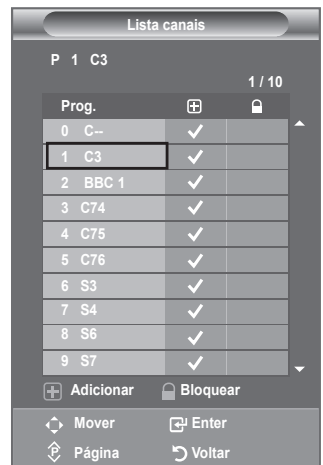 Lista canais
P 1 C3
1 / 10
Prog.
0 C--
1 C3
2 BBC 1
3 C74
4 C75
5 C76
6 S3
7 S4
8 S6
9 S7
Adicionar Bloquear
Mover Enter
P Página Voltar